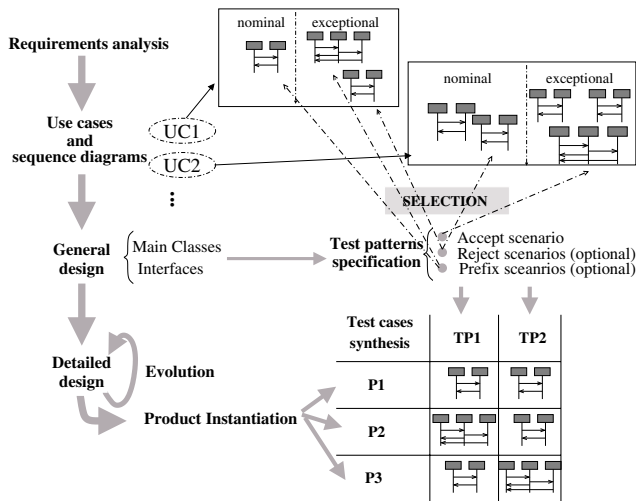 nominal
exceptional
Requirements analysis
nominal
exceptional
Use cases
and
sequence diagrams
UC1
UC2
...
SELECTION
General
design
Main Classes
Interfaces
Test patterns
specification
Accept scenario
Reject scenarios (optional)
Prefix sceanrios (optional)
Test cases
synthesis
TP1
TP2
Detailed
design
Evolution
Product Instantiation
P1
P2
P3